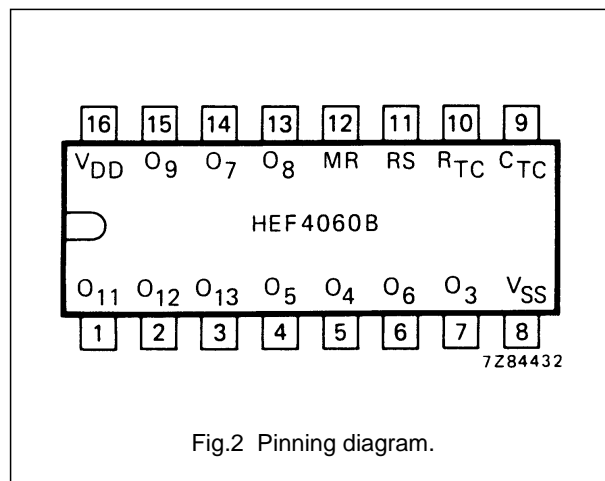 16 15 14 13 12 11 10 9
VDD O9 O7 O8 MR RS RTC CTC
HEF4060B
O11 O12 O13 O5 O4 O6 O3 VSS
1 2 3 4 5 6 7 8
7Z84432
Fig.2 Pinning diagram.